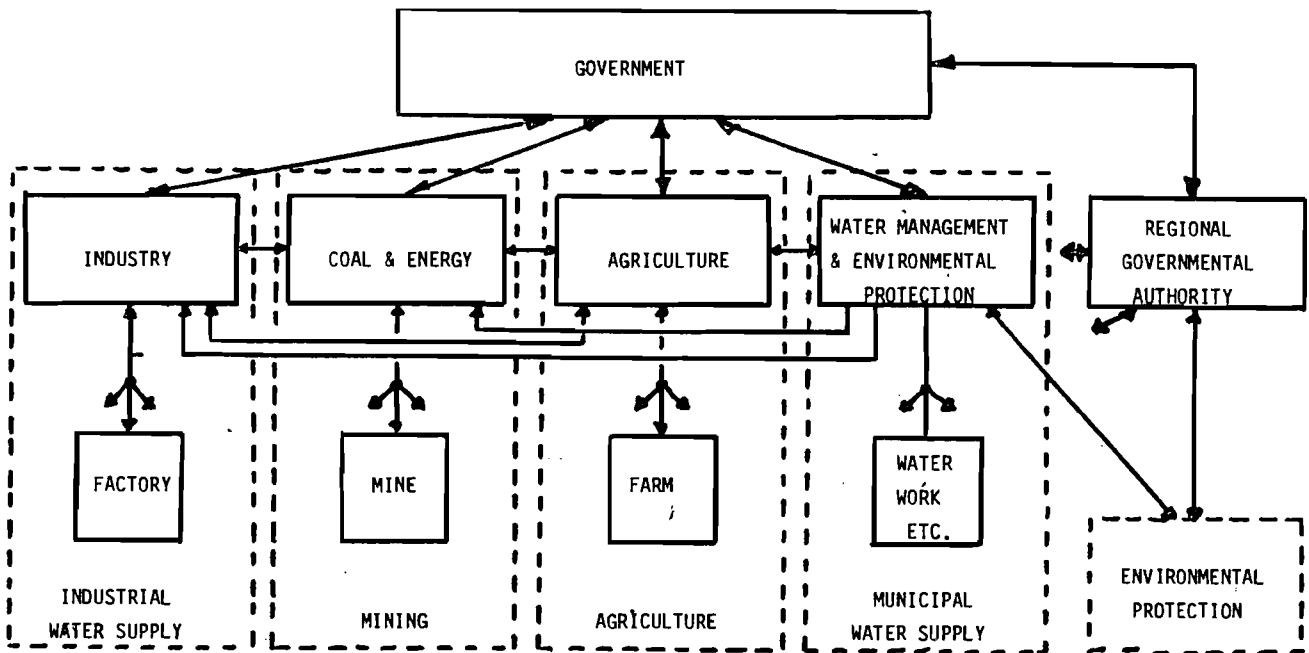 GOVERNMENT
INDUSTRY
COAL & ENERGY
AGRICULTURE
WATER MANAGEMENT
& ENVIRONMENTAL
PROTECTION
REGIONAL
GOVERNMENTAL
AUTHORITY
FACTORY
MINE
FARM
WATER
WORK
ETC.
INDUSTRIAL
WATER SUPPLY
MINING
AGRICULTURE
MUNICIPAL
WATER SUPPLY
ENVIRONMENTAL
PROTECTION